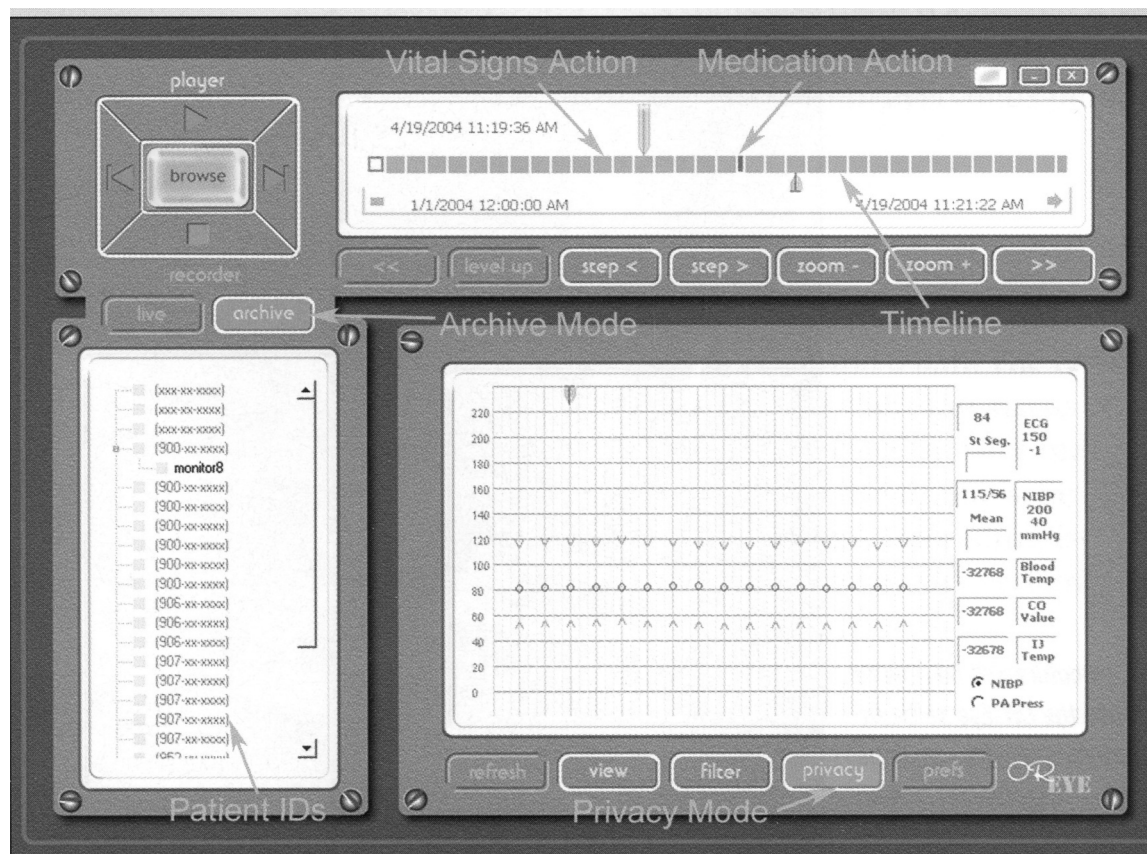 Vital Signs Action
Medication Action
player
browse
recorder
4/19/2004 11:19:36 AM
1/1/2004 12:00:00 AM
4/19/2004 11:21:22 AM
<<
level up
step <
step >
zoom -
zoom +
>>
live
archive
Archive Mode
Timeline
(xxx-xx-xxxx)
(xxx-xx-xxxx)
(xxx-xx-xxxx)
(900-xx-xxxx)
monitor8
(900-xx-xxxx)
(900-xx-xxxx)
(900-xx-xxxx)
(900-xx-xxxx)
(900-xx-xxxx)
(900-xx-xxxx)
(906-xx-xxxx)
(906-xx-xxxx)
(906-xx-xxxx)
(907-xx-xxxx)
(907-xx-xxxx)
(907-xx-xxxx)
(907-xx-xxxx)
(907-xx-xxxx)
Patient IDs
220
200
180
160
140
120
100
80
60
40
20
0
84
St Seg.
ECG
150
-1
115/56
Mean
NIBP
200
40
mmHg
-32768
Blood
Temp
-32768
CO
Value
-32678
IJ
Temp
NIBP
PA Press
refresh
view
filter
privacy
prefs
OR EYE
Privacy Mode